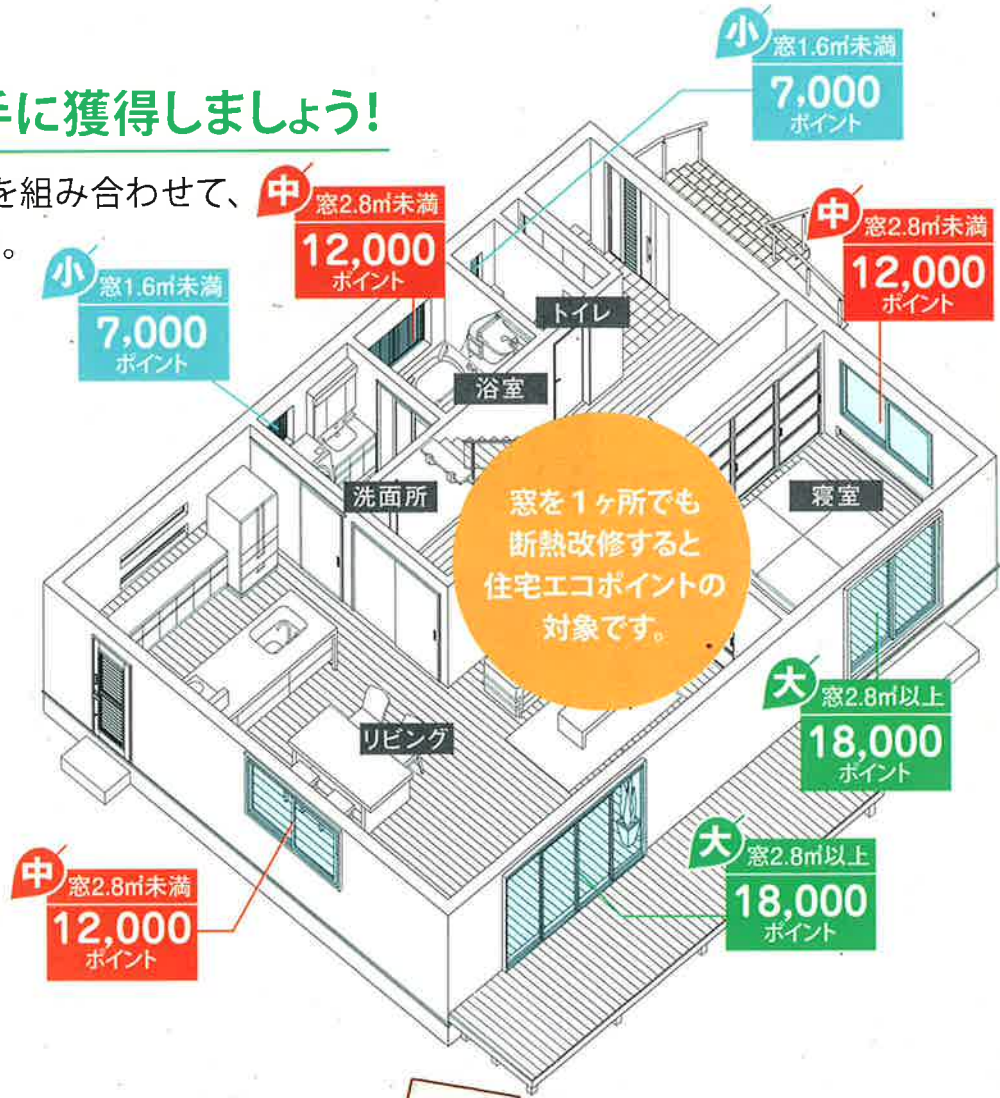 手に獲得しましょう!
を組み合わせて、
。
小 窓1.6㎡未満
7,000
ポイント
中 窓2.8㎡未満
12,000
ポイント
中 窓2.8㎡未満
12,000
ポイント
小 窓1.6㎡未満
7,000
ポイント
トイレ
浴室
洗面所
寝室
窓を1ヶ所でも
断熱改修すると
住宅エコポイントの
対象です。
リビング
大 窓2.8㎡以上
18,000
ポイント
大 窓2.8㎡以上
18,000
ポイント
中 窓2.8㎡未満
12,000
ポイント